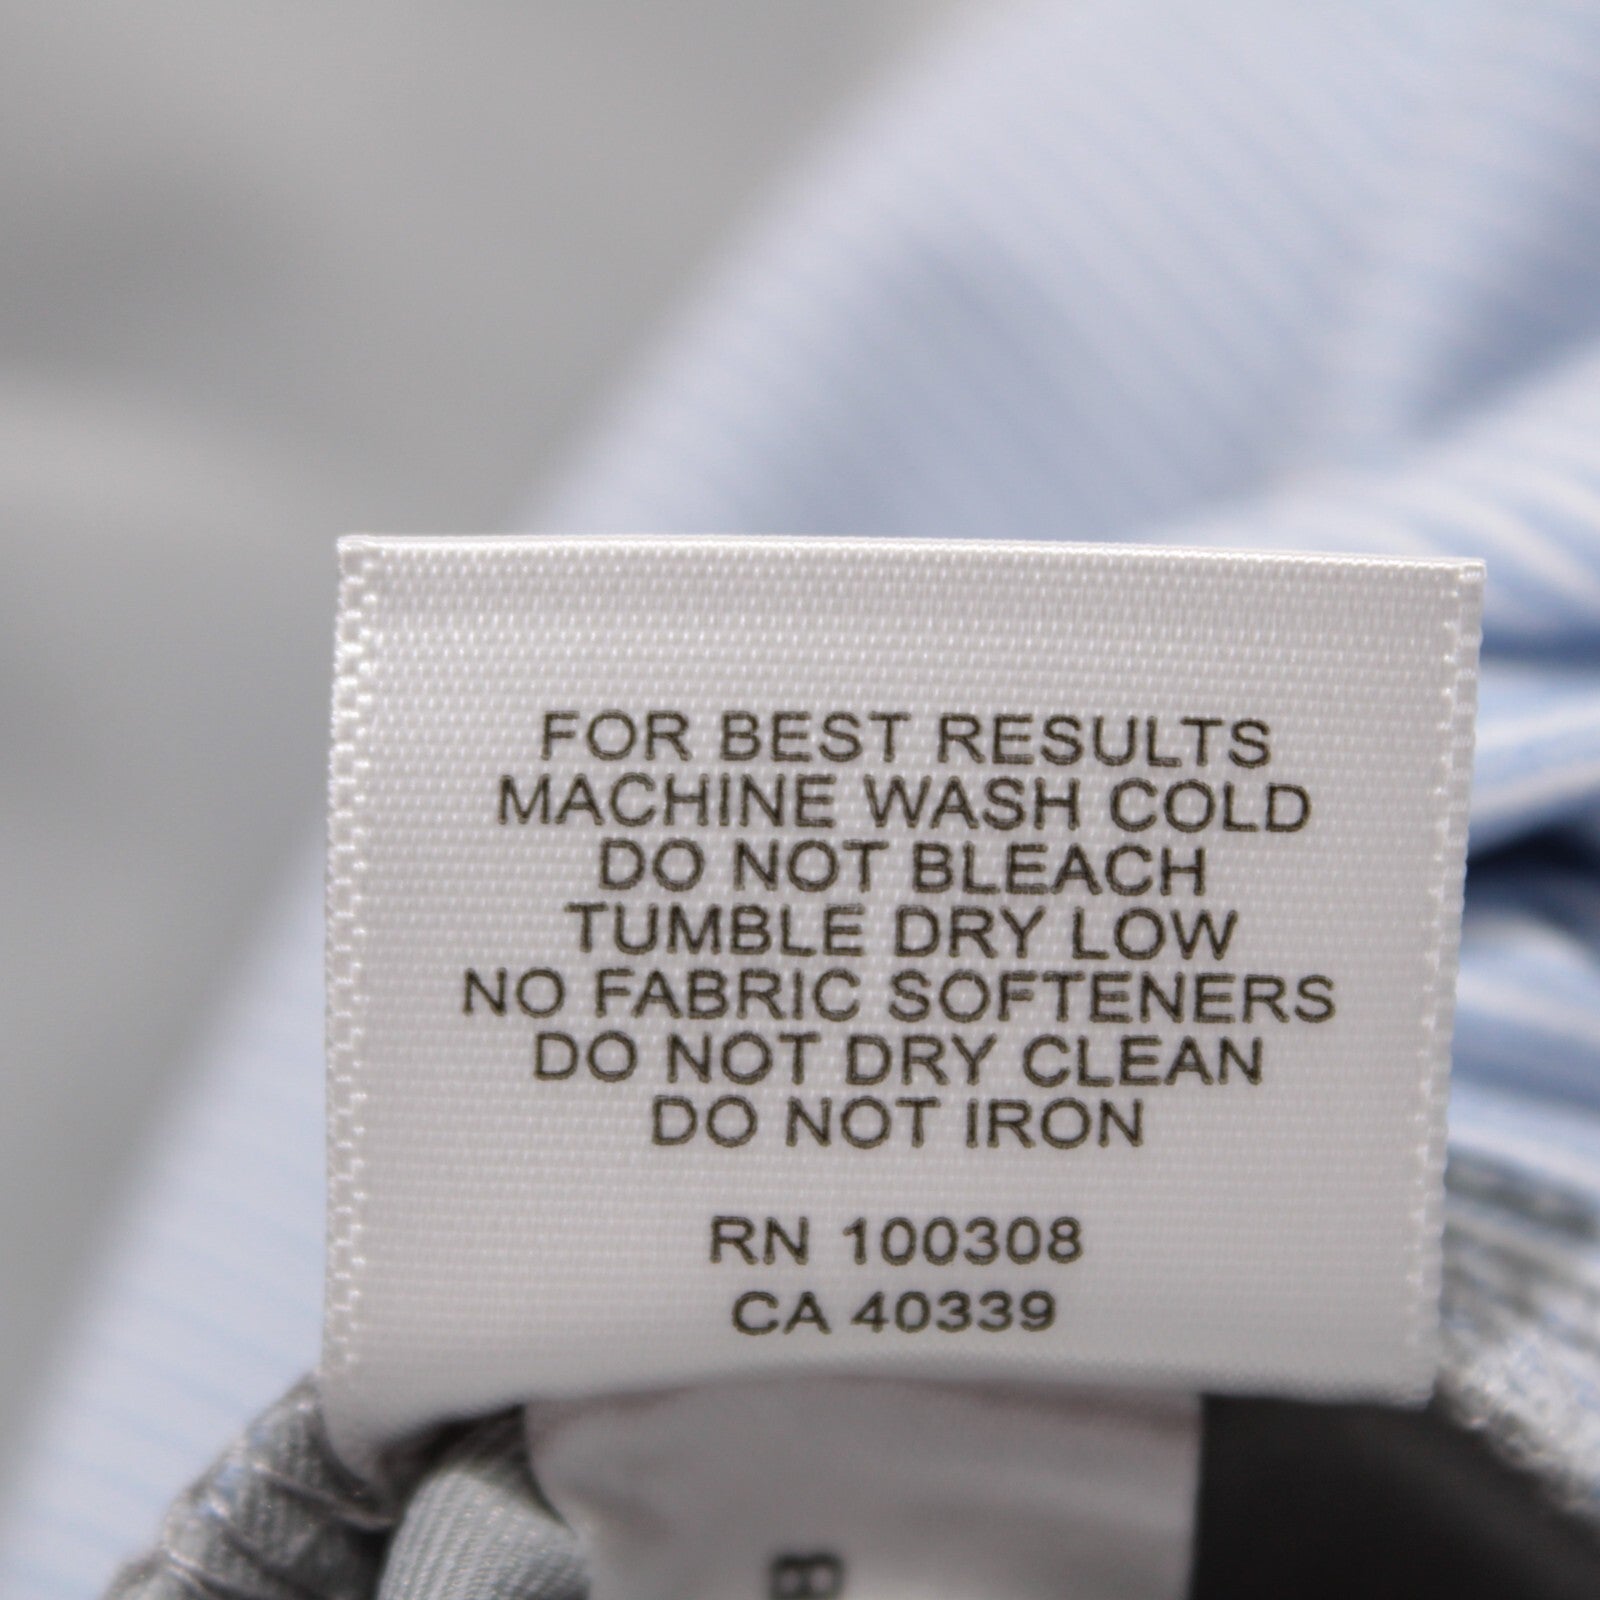 FOR BEST RESULTS
MACHINE WASH COLD
DO NOT BLEACH
TUMBLE DRY LOW
NO FABRIC SOFTENERS
DO NOT DRY CLEAN
DO NOT IRON
RN 100308
CA 40339